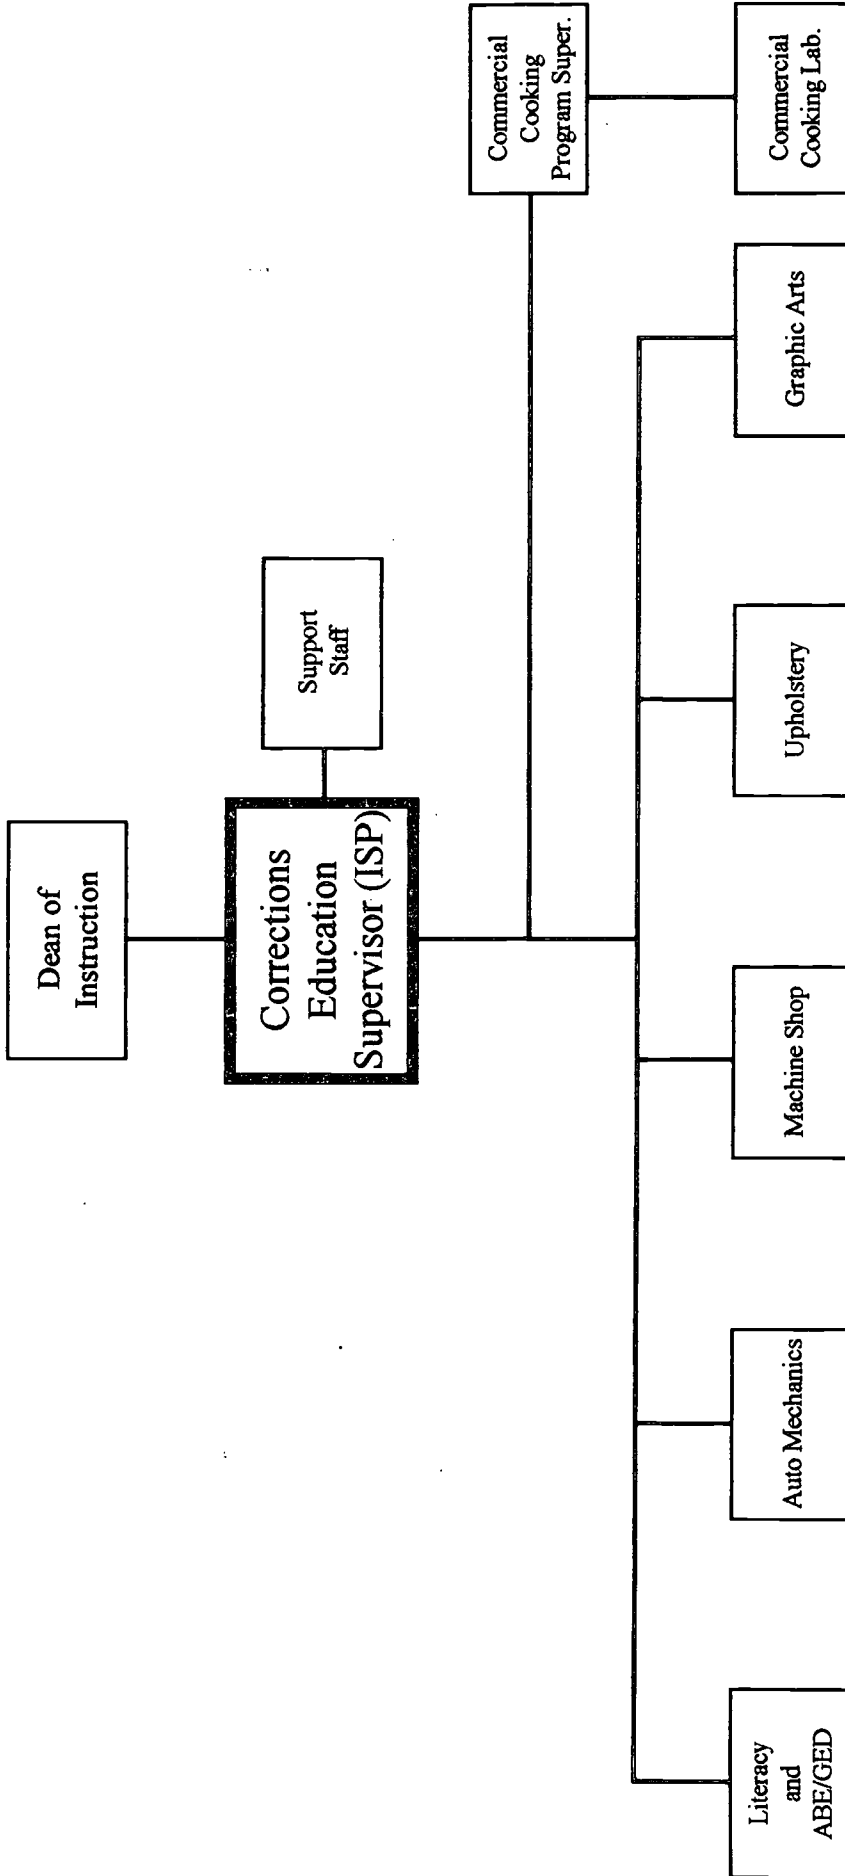 Dean of
Instruction
Corrections
Education
Supervisor (ISP)
Support
Staff
Commercial
Cooking
Program Super.
Literacy
and
ABE/GED
Auto Mechanics
Machine Shop
Upholstery
Graphic Arts
Commercial
Cooking Lab.